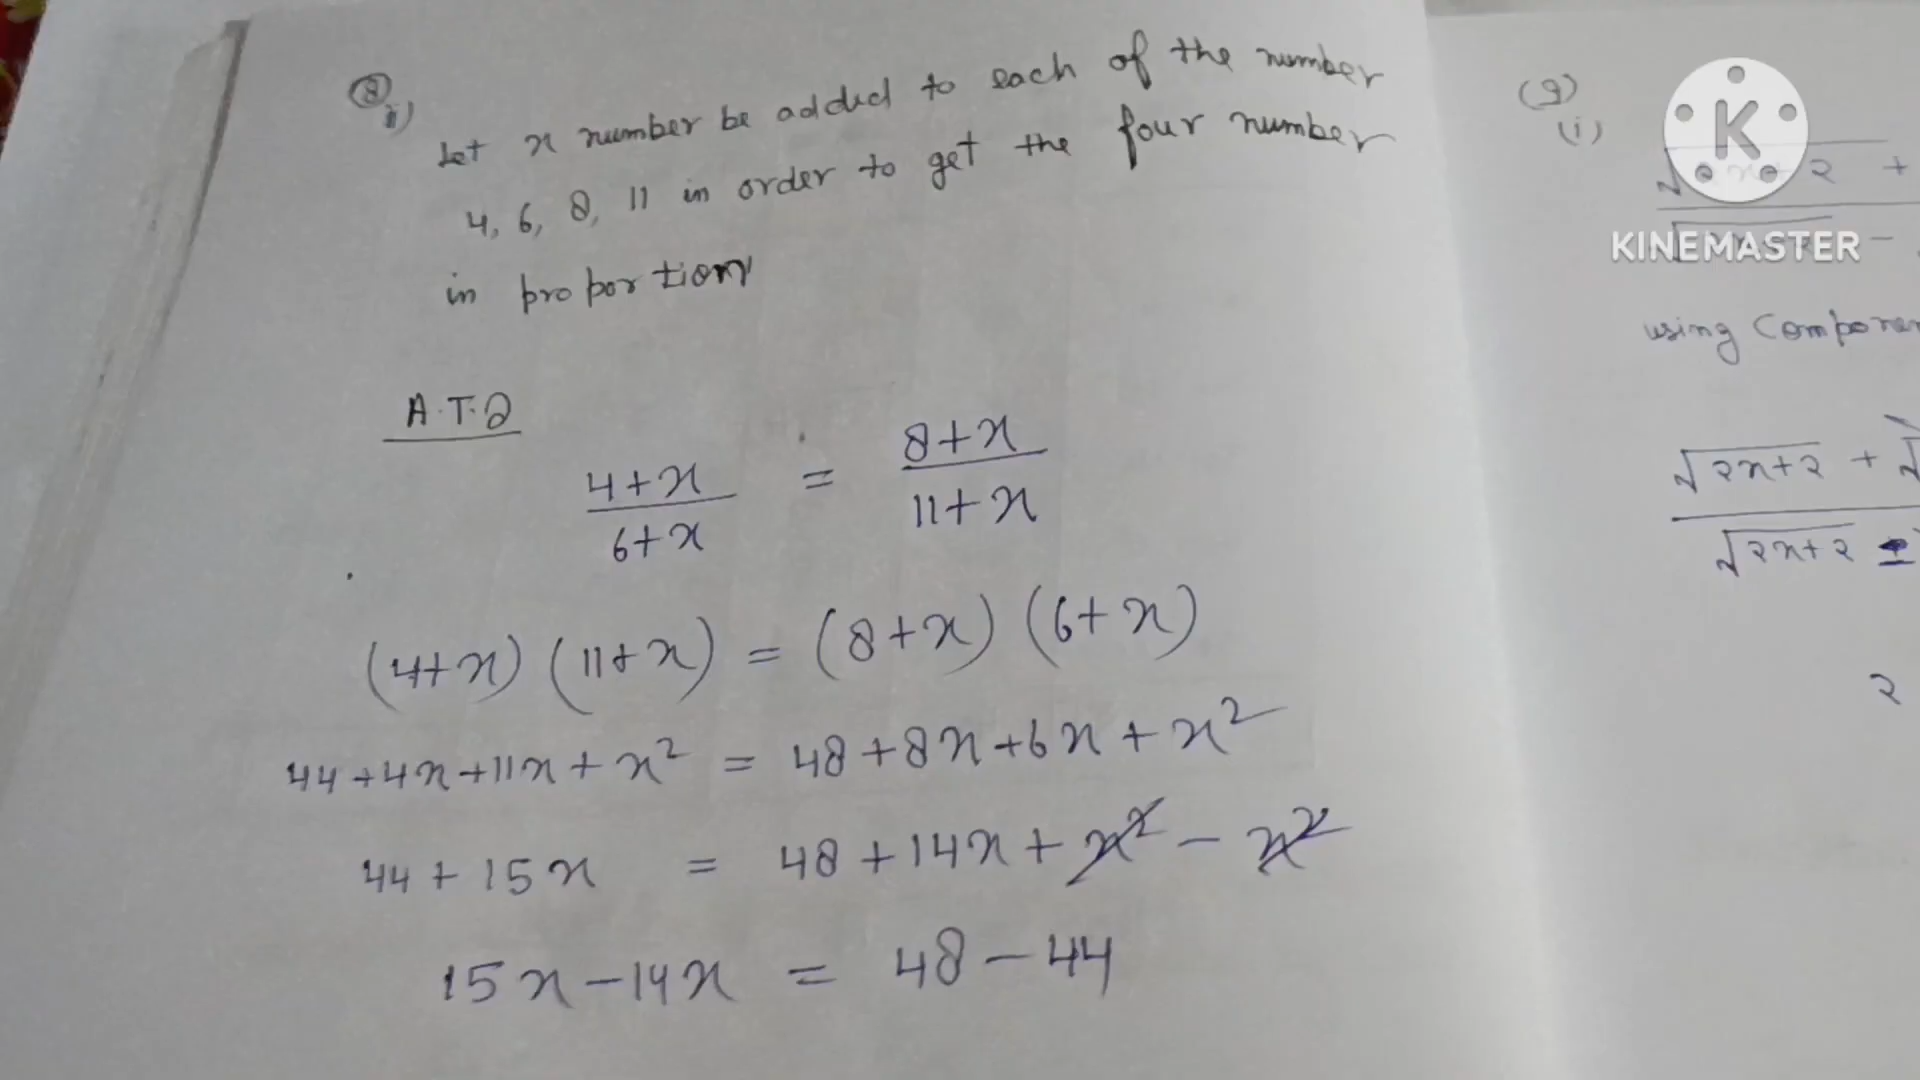 (8)
ii)
Let x number be added to each of the number
4, 6, 8, 11 in order to get the four number
in proportion
A.T.Q
4+x/6+x = 8+x/11+x
(4+x) (11+x) = (8+x) (6+x)
44+4x+11x+x² = 48+8x+6x+x²
44+15x = 48+14x+x²-x²
15x-14x = 48-44
(9)
(i)
KINEMASTER
using
√2x+2 +
√2x+2
2